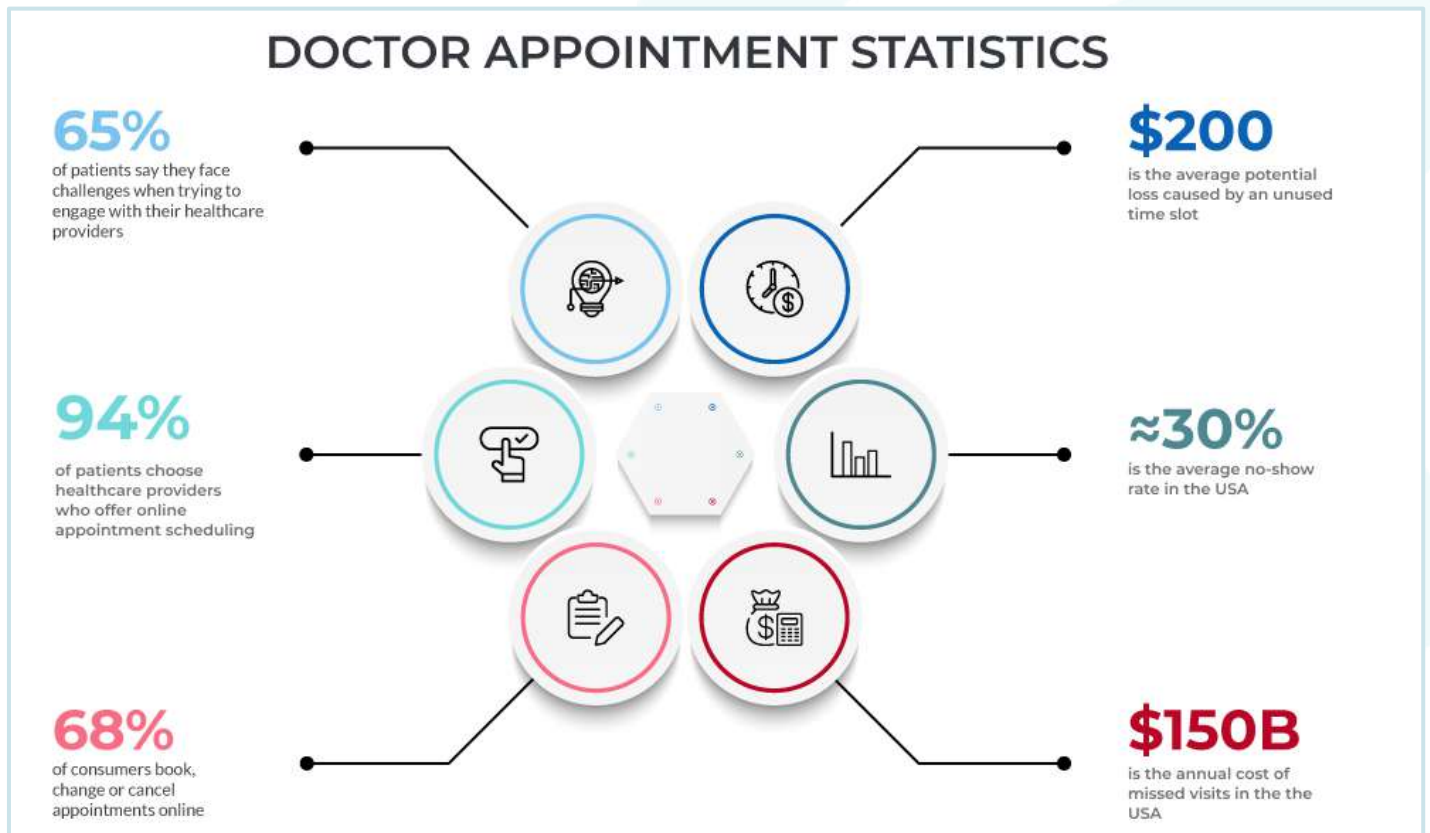 DOCTOR APPOINTMENT STATISTICS
65%
of patients say they face
challenges when trying to
engage with their healthcare
providers
94%
of patients choose
healthcare providers
who offer online
appointment scheduling
68%
of consumers book,
change or cancel
appointments online
$200
is the average potential
loss caused by an unused
time slot
≈30%
is the average no-show
rate in the USA
$150B
is the annual cost of
missed visits in the the
USA